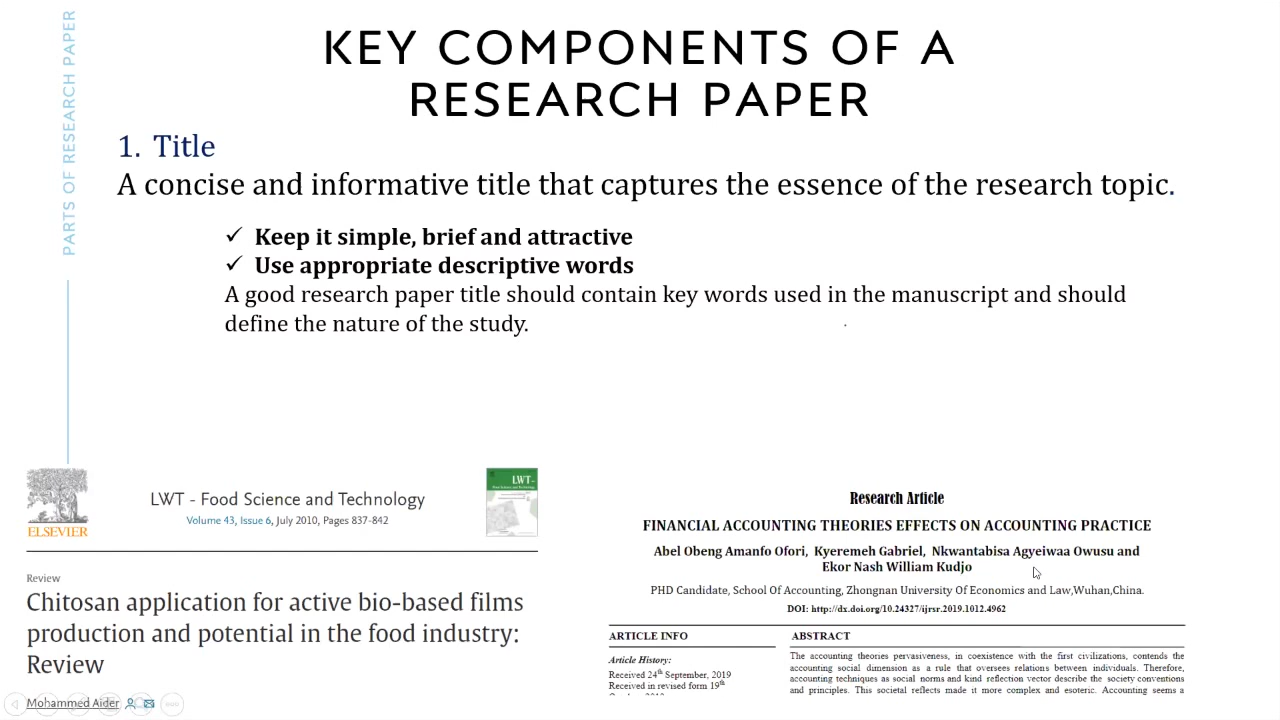 PARTS OF RESEARCH PAPER
KEY COMPONENTS OF A
RESEARCH PAPER
1. Title
A concise and informative title that captures the essence of the research topic.
✓ Keep it simple, brief and attractive
✓ Use appropriate descriptive words
A good research paper title should contain key words used in the manuscript and should
define the nature of the study.
ELSEVIER
LWT - Food Science and Technology
Volume 43, Issue 6, July 2010, Pages 837-842
LWT-
Review
Chitosan application for active bio-based films
production and potential in the food industry:
Review
Mohammed Aider
Research Article
FINANCIAL ACCOUNTING THEORIES EFFECTS ON ACCOUNTING PRACTICE
Abel Obeng Amanfo Ofori, Kyeremeh Gabriel, Nkwantabisa Agyeiwaa Owusu and
Ekor Nash William Kudjo
PHD Candidate, School Of Accounting, Zhongnan University Of Economics and Law,Wuhan,China.
DOI: http://dx.doi.org/10.24327/ijrsr.2019.1012.4962
ARTICLE INFO
Article History:
Received 24th September, 2019
Received in revised form 19th
ABSTRACT
The accounting theories pervasiveness, in coexistence with the first civilizations, contends the
accounting social dimension as a rule that oversees relations between individuals. Therefore,
accounting techniques as social norms and kind reflection vector describe the society conventions
and principles. This societal reflects made it more complex and esoteric. Accounting seems a